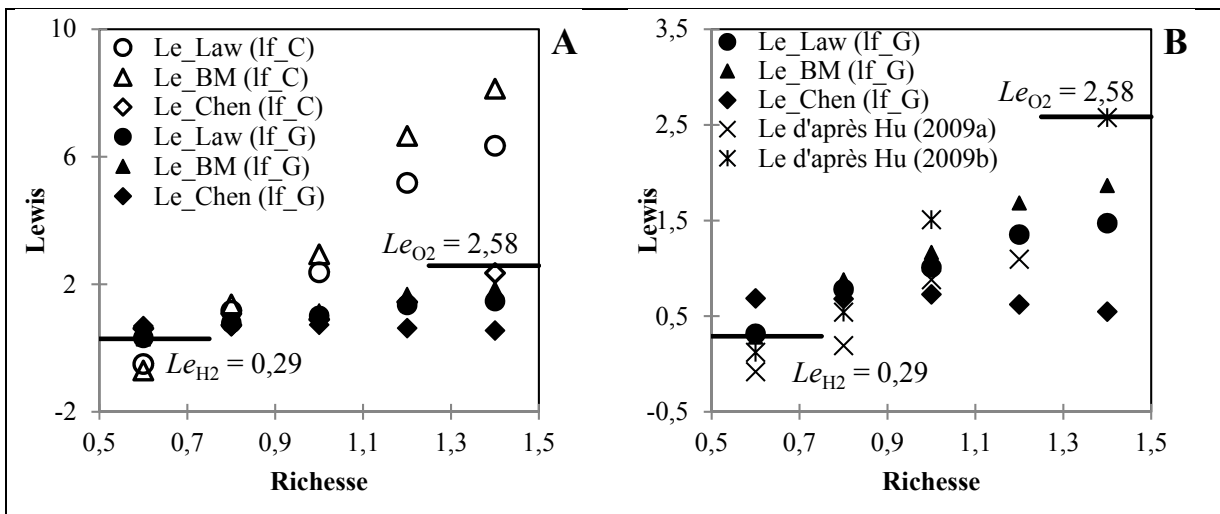 A
10
6
2
-2
Lewis
Le_Law (lf_C)
Le_BM (lf_C)
Le_Chen (lf_C)
Le_Law (lf_G)
Le_BM (lf_G)
Le_Chen (lf_G)
LeO2 = 2,58
LeH2 = 0,29
0,5 0,7 0,9 1,1 1,3 1,5
Richesse
B
3,5
2,5
1,5
0,5
-0,5
Lewis
Le_Law (lf_G)
Le_BM (lf_G)
Le_Chen (lf_G)
Le d'après Hu (2009a)
Le d'après Hu (2009b)
LeO2 = 2,58
LeH2 = 0,29
0,5 0,7 0,9 1,1 1,3 1,5
Richesse